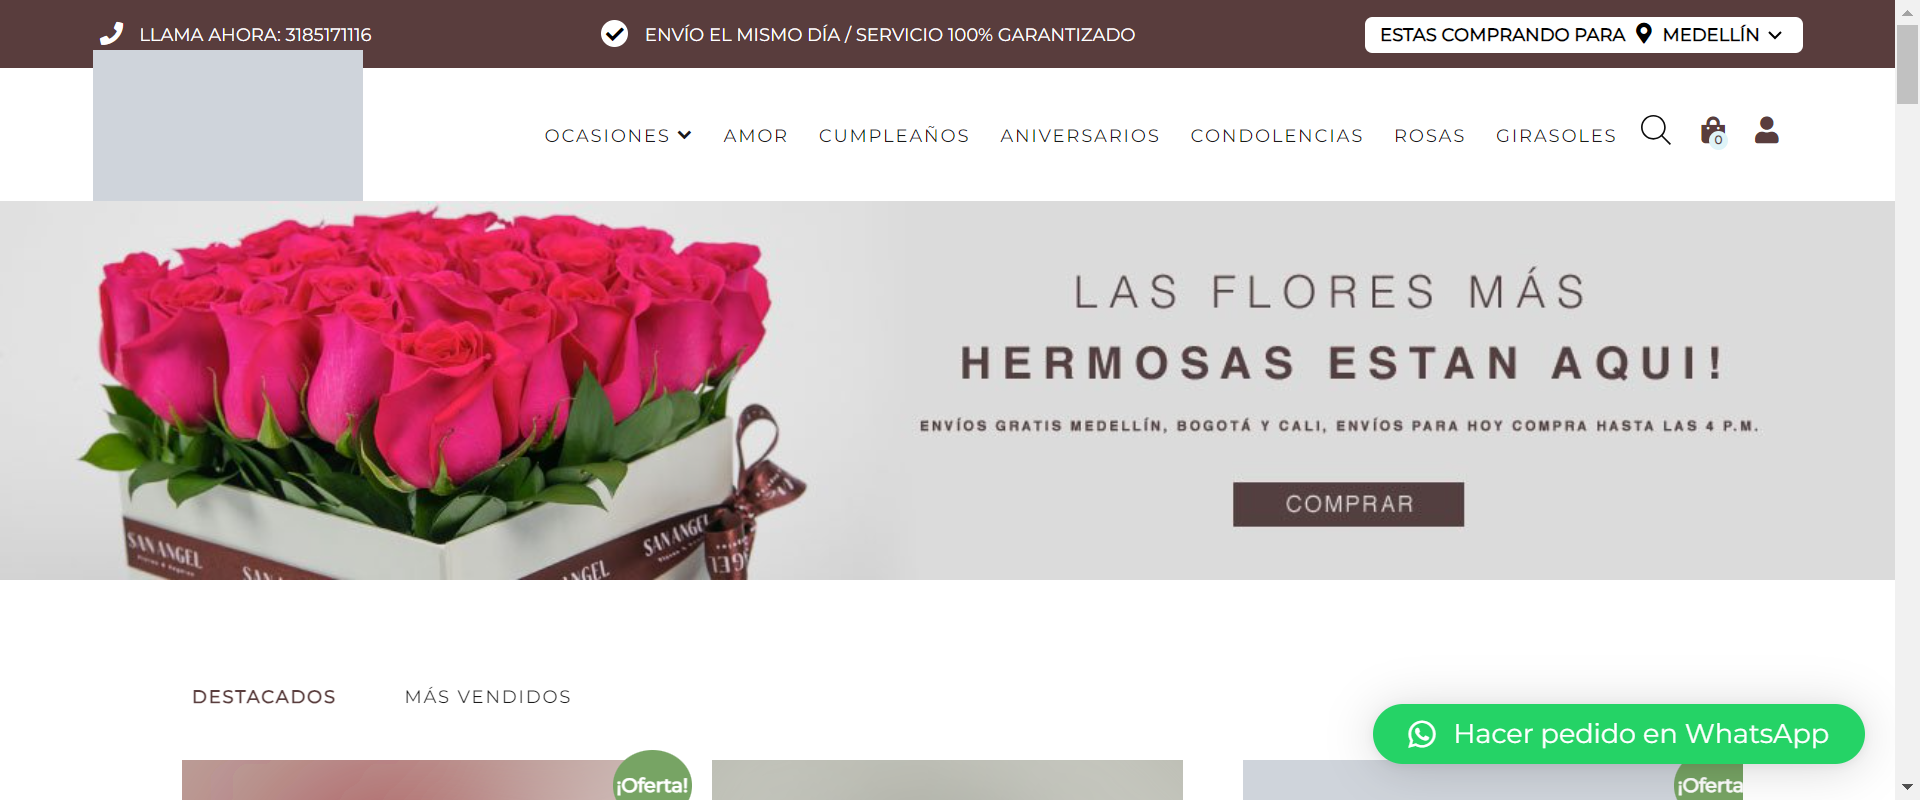 LLAMA AHORA: 3185171116
ENVÍO EL MISMO DÍA / SERVICIO 100% GARANTIZADO
ESTAS COMPRANDO PARA MEDELLÍN
OCASIONES AMOR CUMPLEAÑOS ANIVERSARIOS CONDOLENCIAS ROSAS GIRASOLES
0
LAS FLORES MÁS
HERMOSAS ESTAN AQUI!
ENVÍOS GRATIS MEDELLÍN, BOGOTÁ Y CALI, ENVÍOS PARA HOY COMPRA HASTA LAS 4 P.M.
COMPRAR
SAN ANGEL
SAN ANGEL
DESTACADOS MÁS VENDIDOS
Hacer pedido en WhatsApp
¡Oferta!
¡Oferta